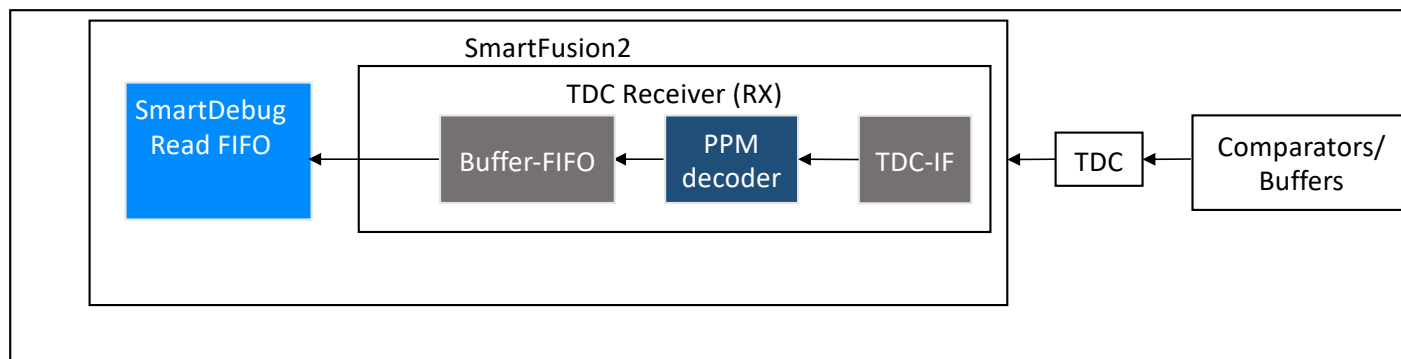 SmartFusion2
TDC Receiver (RX)
SmartDebug
Read FIFO
Buffer-FIFO
PPM
decoder
TDC-IF
TDC
Comparators/
Buffers